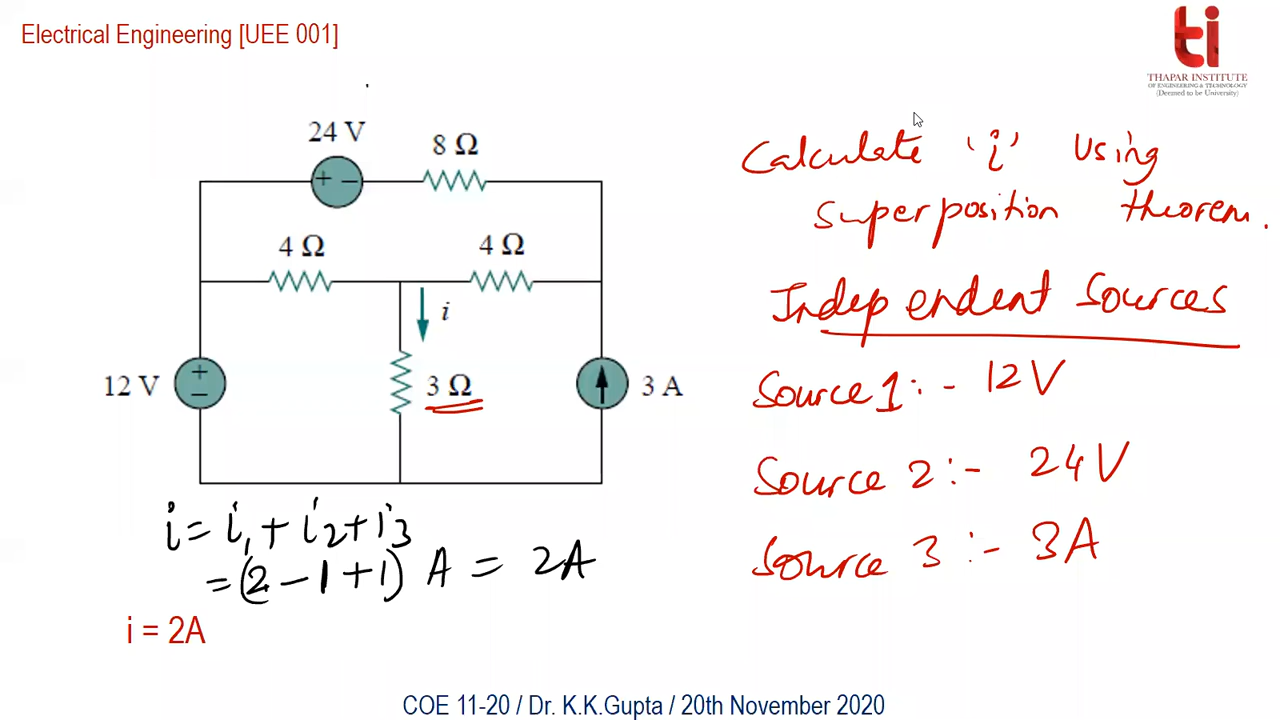 Electrical Engineering [UEE 001]
ti
THAPAR INSTITUTE
OF ENGINEERING & TECHNOLOGY
(Deemed to be University)
24 V
8 Ω
4 Ω
4 Ω
i
12 V
3 Ω
3 A
+ −
+
−
Calculate 'i' using
superposition theorem.
Independent Sources
Source 1:- 12V
Source 2:- 24V
Source 3:- 3A
i = i1 + i2 + i3
= (2 − 1 + 1) A = 2A
i = 2A
COE 11-20 / Dr. K.K.Gupta / 20th November 2020